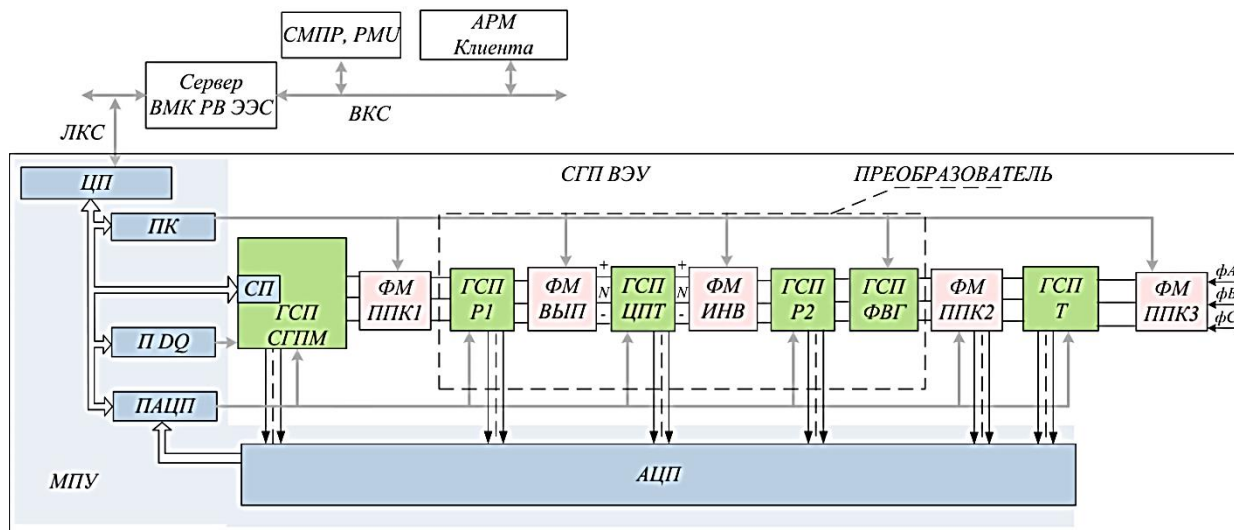 СМПР, PMU
АРМ
Клиента
Сервер
ВМК РВ ЭЭС
ВКС
ЛКС
ЦП
СГП ВЭУ
ПРЕОБРАЗОВАТЕЛЬ
ПК
СП
ГСП
СГПМ
ФМ
ППК1
ГСП
Р1
ФМ
ВЫП
+
N
-
ГСП
ЦПТ
+
N
-
ФМ
ИНВ
ГСП
Р2
ГСП
ФВГ
ФМ
ППК2
ГСП
Т
ФМ
ППК3
фА
фВ
фС
П DQ
ПАЦП
МПУ
АЦП